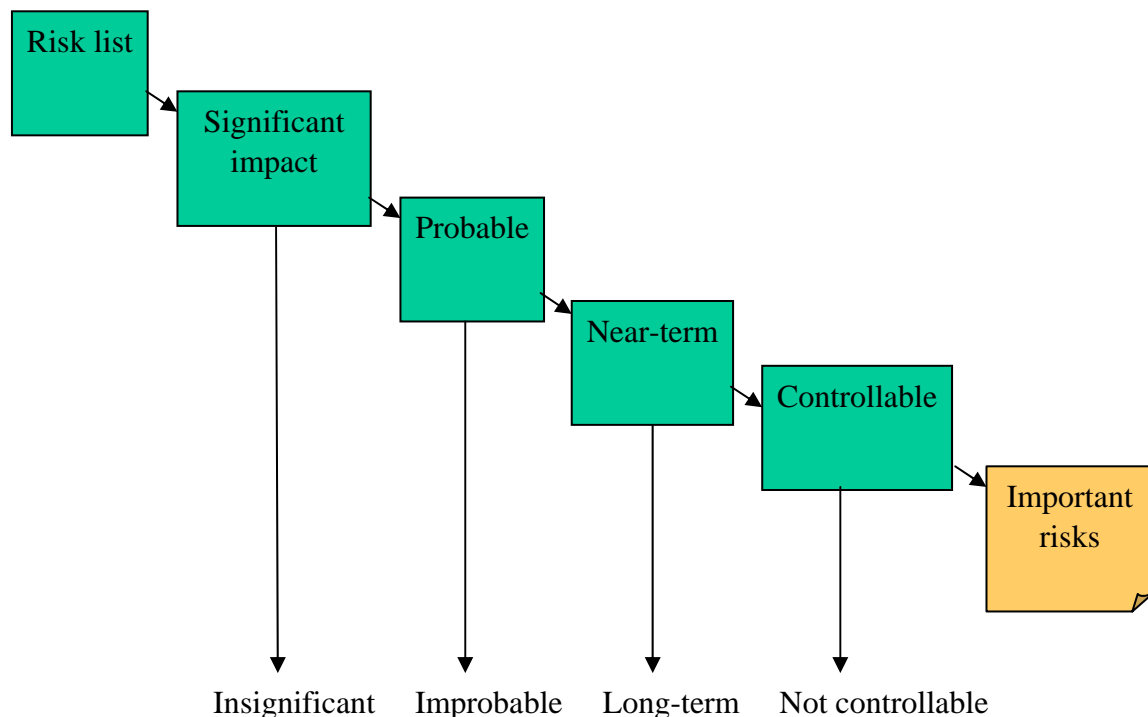 Risk list
Significant
impact
Probable
Near-term
Controllable
Important
risks
Insignificant
Improbable
Long-term
Not controllable